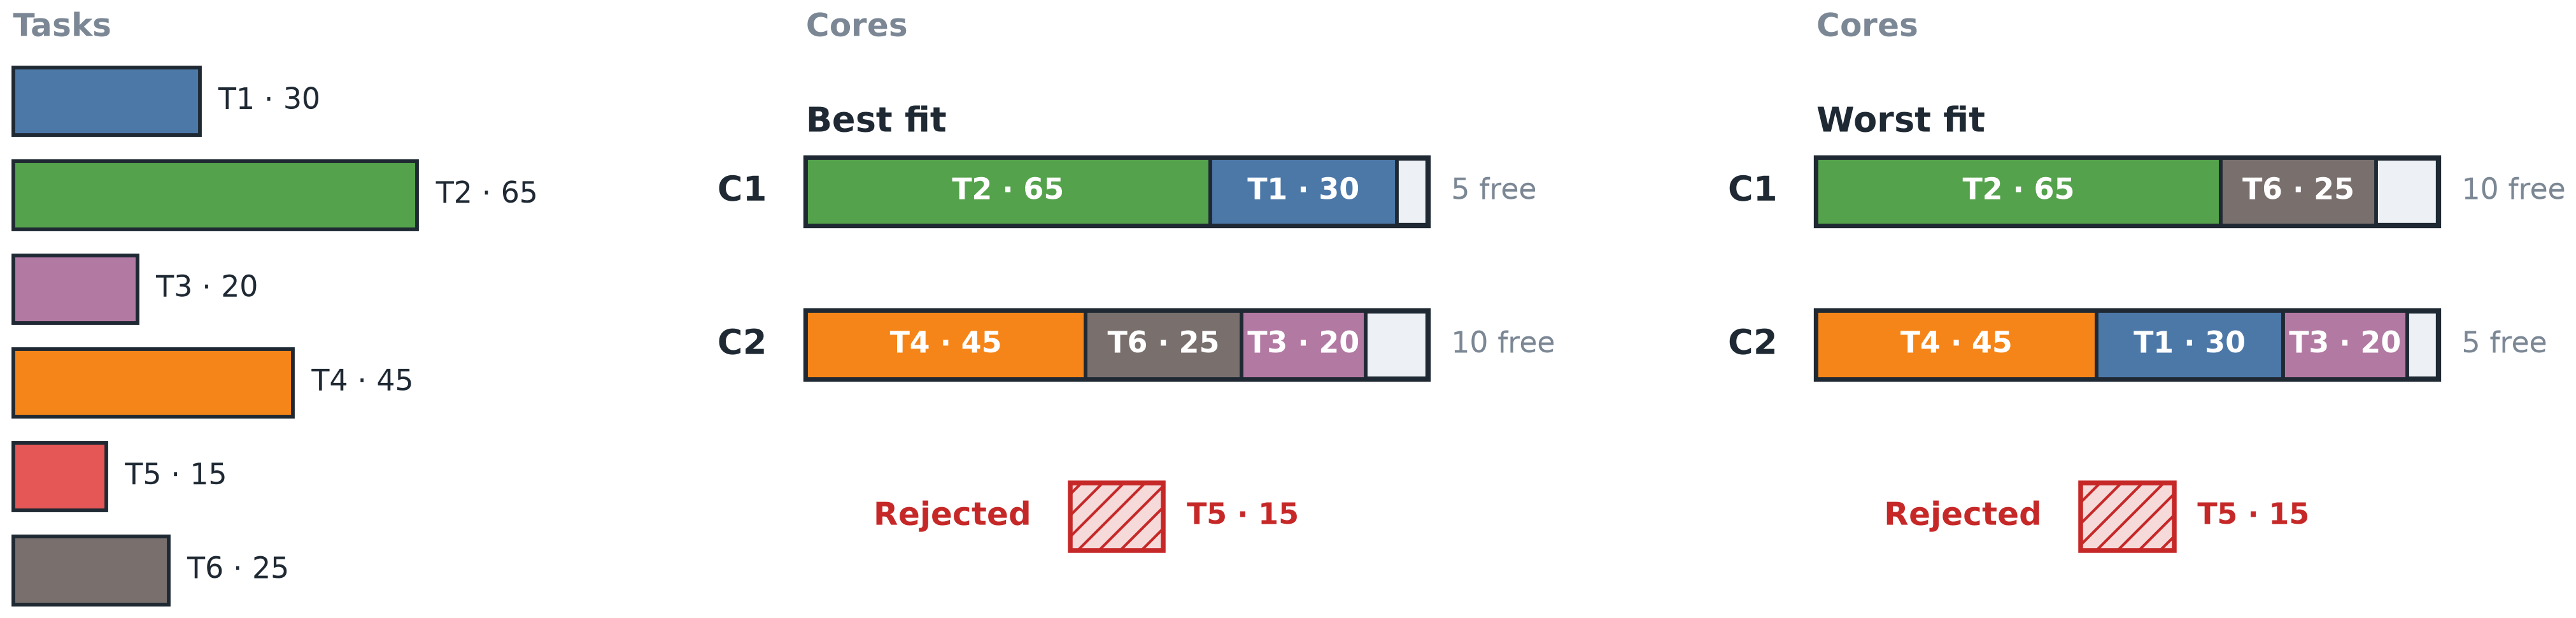 Tasks
T1 · 30
T2 · 65
T3 · 20
T4 · 45
T5 · 15
T6 · 25
Cores
Best fit
C1 T2 · 65 T1 · 30 5 free
C2 T4 · 45 T6 · 25 T3 · 20 10 free
Rejected T5 · 15
Cores
Worst fit
C1 T2 · 65 T6 · 25 10 free
C2 T4 · 45 T1 · 30 T3 · 20 5 free
Rejected T5 · 15